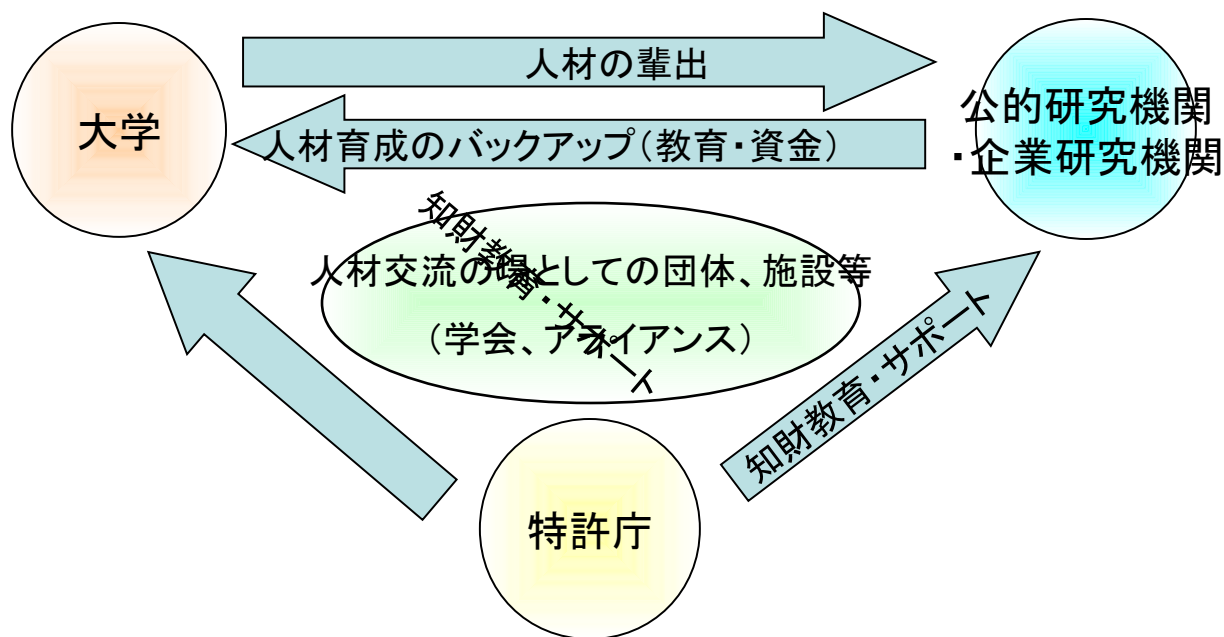 人材の輩出
大学
公的研究機関
・企業研究機関
人材育成のバックアップ（教育・資金）
知財教育・サポート
人材交流の場としての団体、施設等
（学会、アライアンス）
知財教育・サポート
特許庁